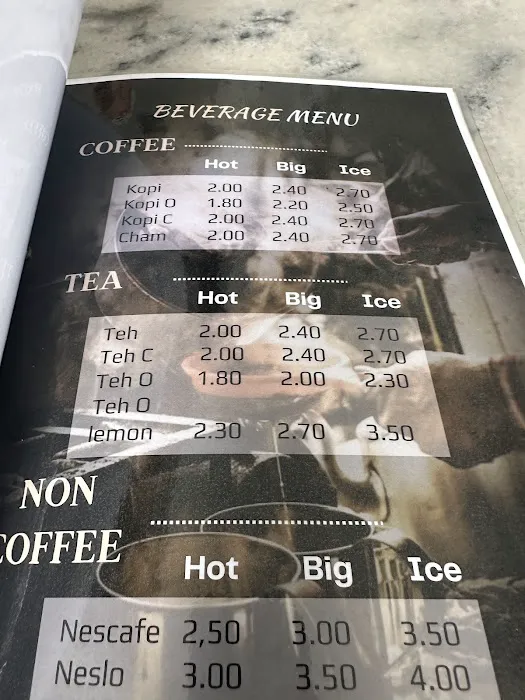 BEVERAGE MENU
COFFEE
Hot Big Ice
Kopi 2.00 2.40 2.70
Kopi O 1.80 2.20 2.50
Kopi C 2.00 2.40 2.70
Cham 2.00 2.40 2.70
TEA
Hot Big Ice
Teh 2.00 2.40 2.70
Teh C 2.00 2.40 2.70
Teh O 1.80 2.00 2.30
Teh O
lemon 2.30 2.70 3.50
NON
COFFEE
Hot Big Ice
Nescafe 2,50 3.00 3.50
Neslo 3.00 3.50 4.00